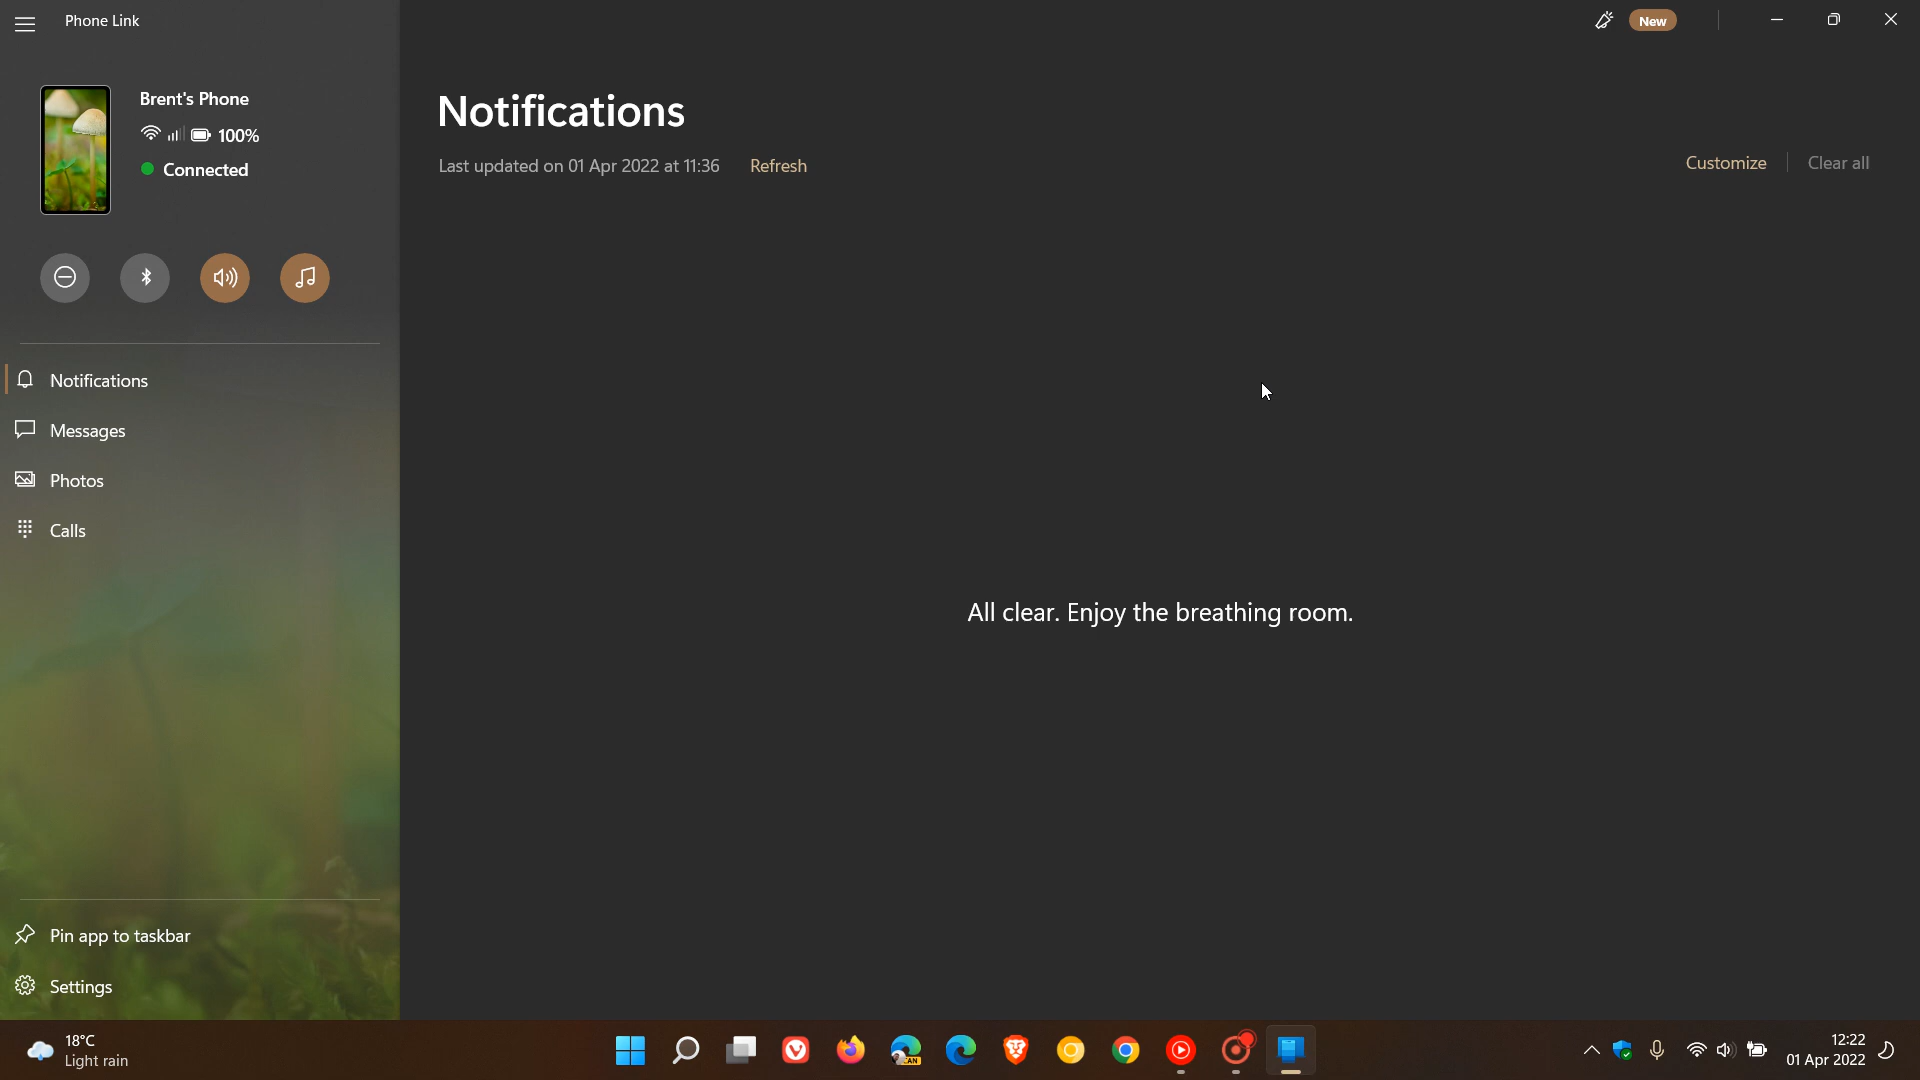 Phone Link
New
Brent's Phone
100%
Connected
Notifications
Last updated on 01 Apr 2022 at 11:36 Refresh
Customize Clear all
Notifications
Messages
Photos
Calls
All clear. Enjoy the breathing room.
Pin app to taskbar
Settings
18°C
Light rain
CAN
12:22
01 Apr 2022